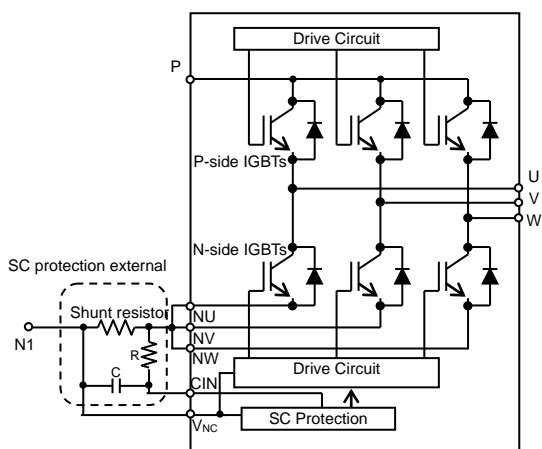 Drive Circuit
P
P-side IGBTs
U
V
W
N-side IGBTs
SC protection external
Shunt resistor
NU
N1
NV
R
NW
Drive Circuit
C
CIN
VNC
SC Protection